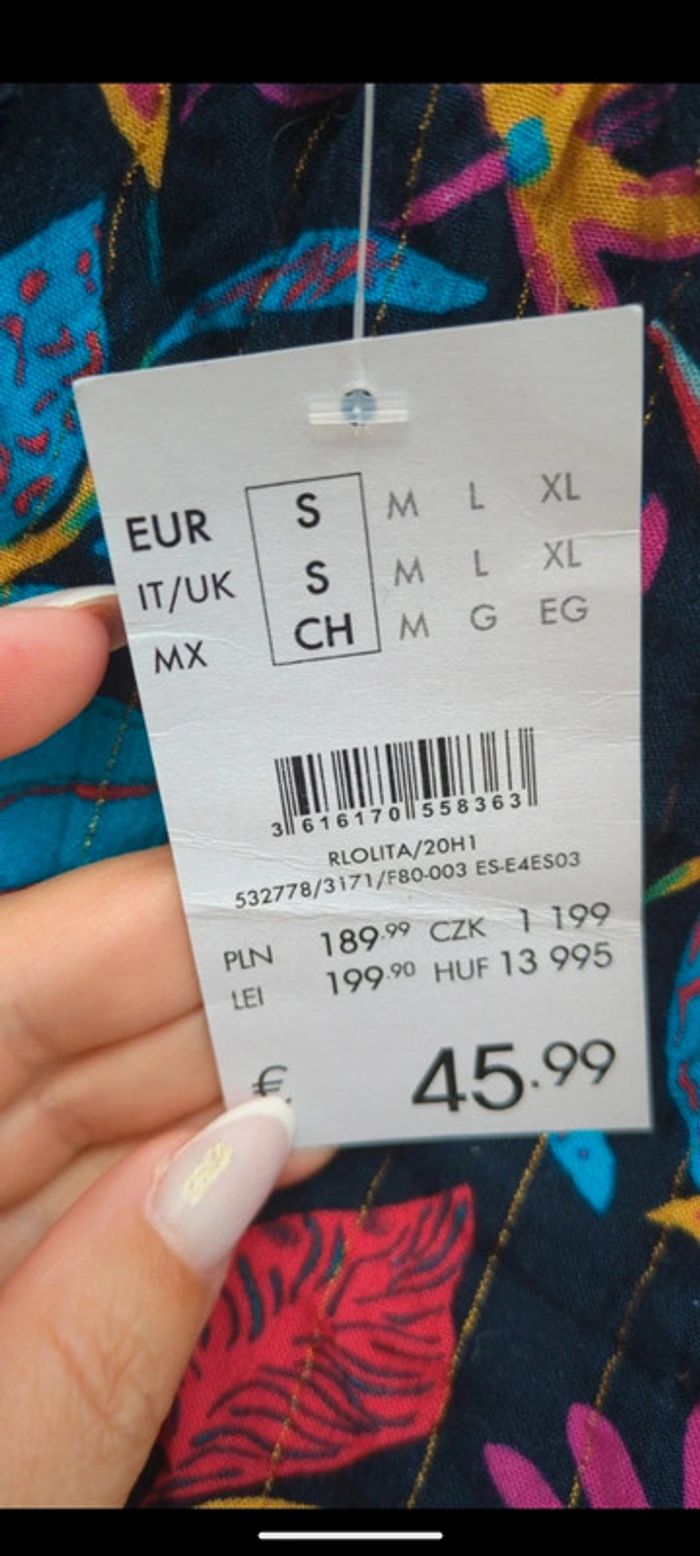 EUR S M L XL
IT/UK S M L XL
MX CH M G EG
3 616170 558363
RLOLITA/20H1
532778/3171/F80-003 ES-E4ES03
PLN 189.99 CZK 1 199
LEI 199.90 HUF 13 995
€ 45.99